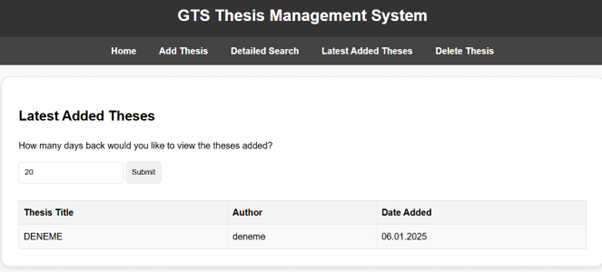 GTS Thesis Management System
Home Add Thesis Detailed Search Latest Added Theses Delete Thesis
Latest Added Theses
How many days back would you like to view the theses added?
20 Submit
Thesis Title Author Date Added
DENEME deneme 06.01.2025